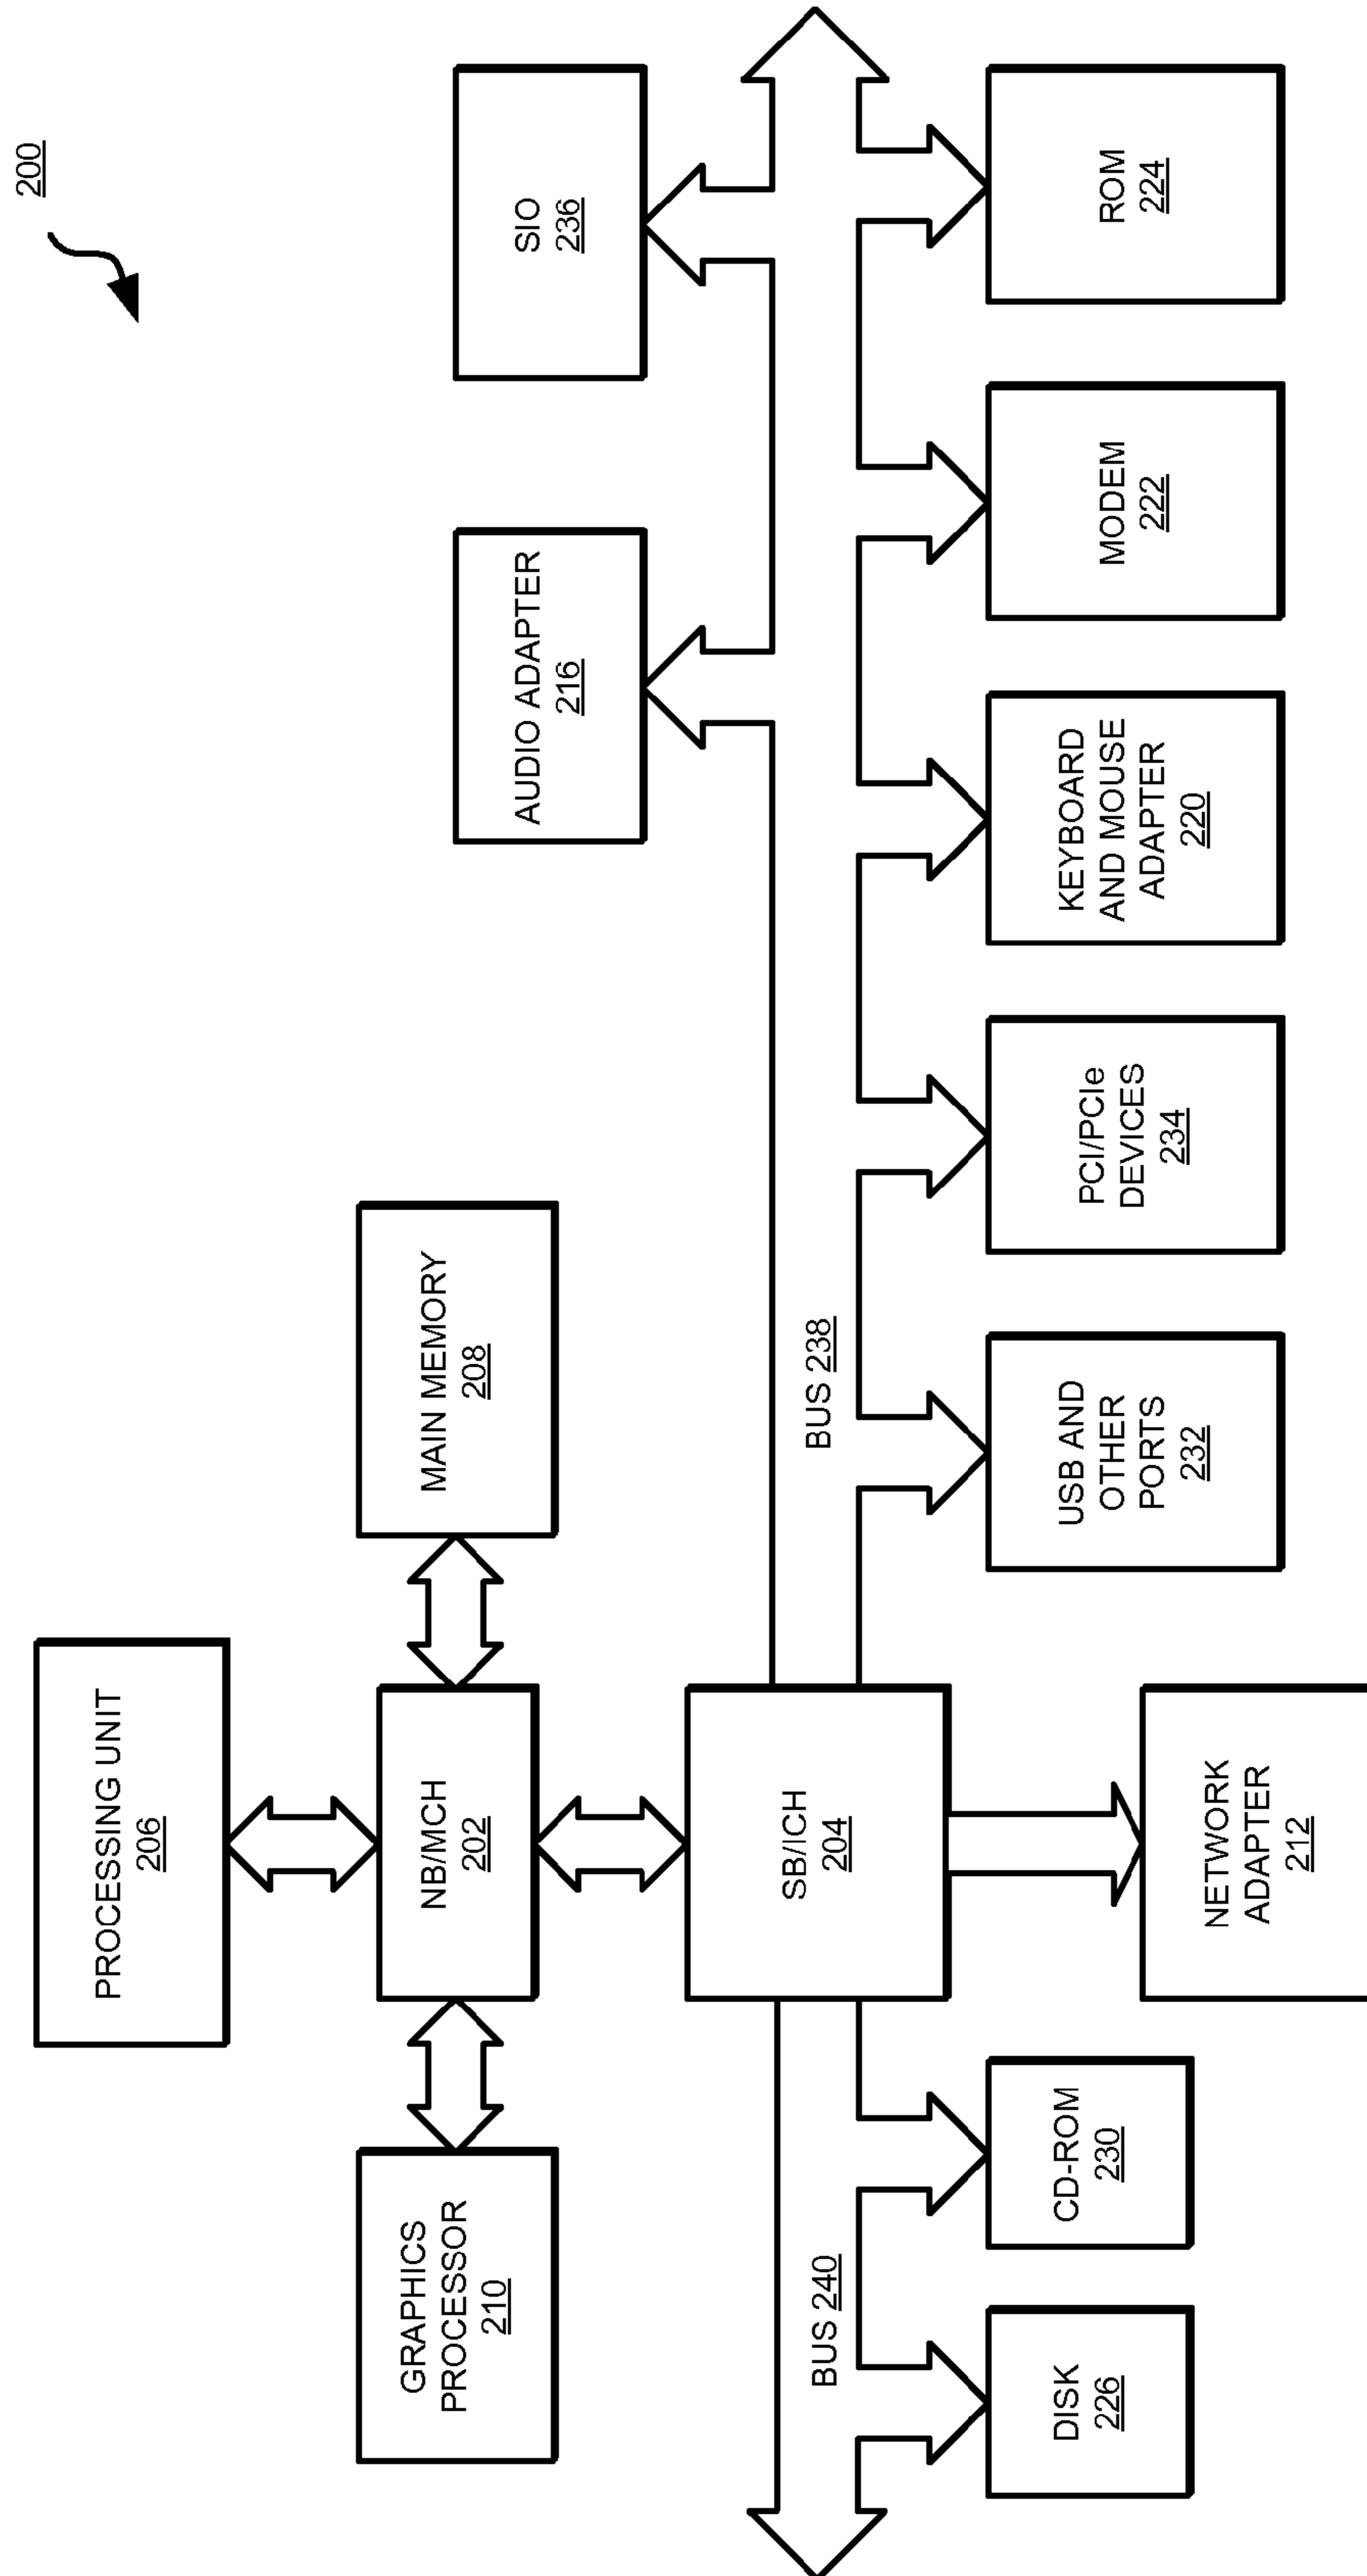 200
PROCESSING UNIT
206
GRAPHICS
PROCESSOR
210
NB/MCH
202
MAIN MEMORY
208
AUDIO ADAPTER
216
SIO
236
BUS 240
SB/ICH
204
BUS 238
DISK
226
CD-ROM
230
NETWORK
ADAPTER
212
USB AND
OTHER
PORTS
232
PCI/PCIe
DEVICES
234
KEYBOARD
AND MOUSE
ADAPTER
220
MODEM
222
ROM
224